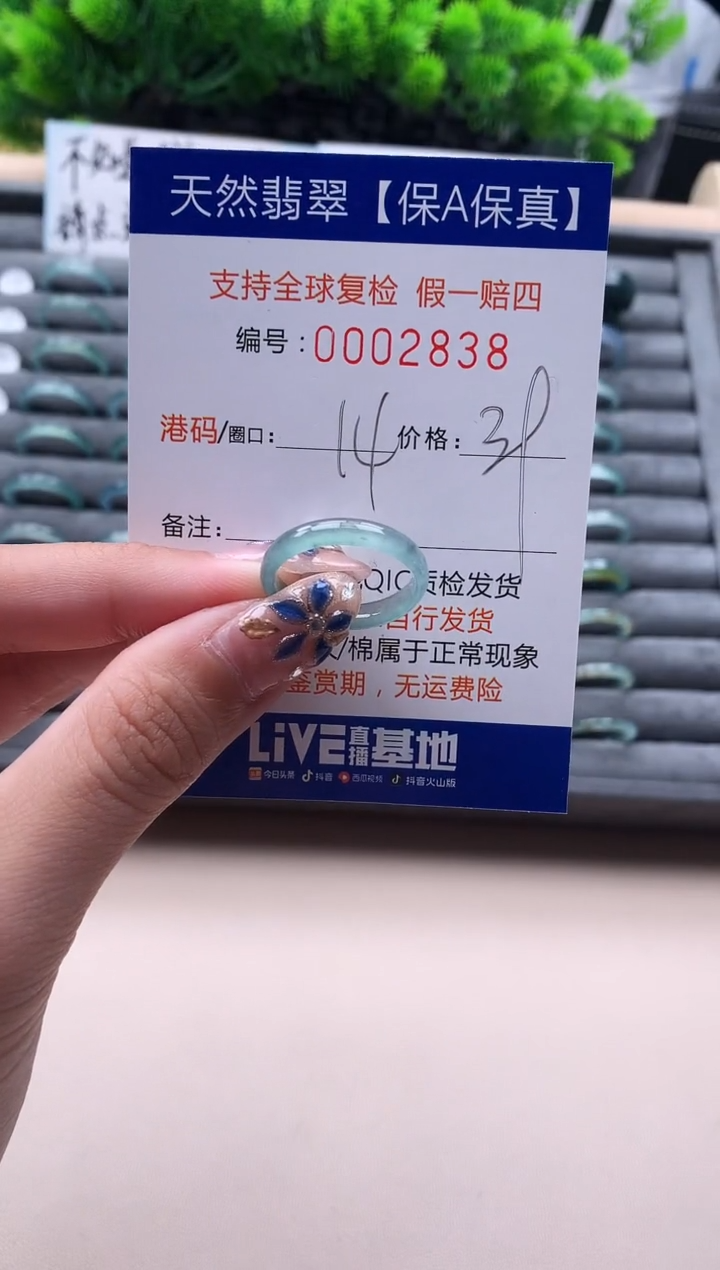 天然翡翠【保A保真】
支持全球复检 假一赔四
编号：0002838
港码/圈口：14 价格：39
备注：
QIC质检发货
自行发货
/棉属于正常现象
鉴赏期，无运费险
LiVE直播基地
今日头条 抖音 西瓜视频 抖音火山版